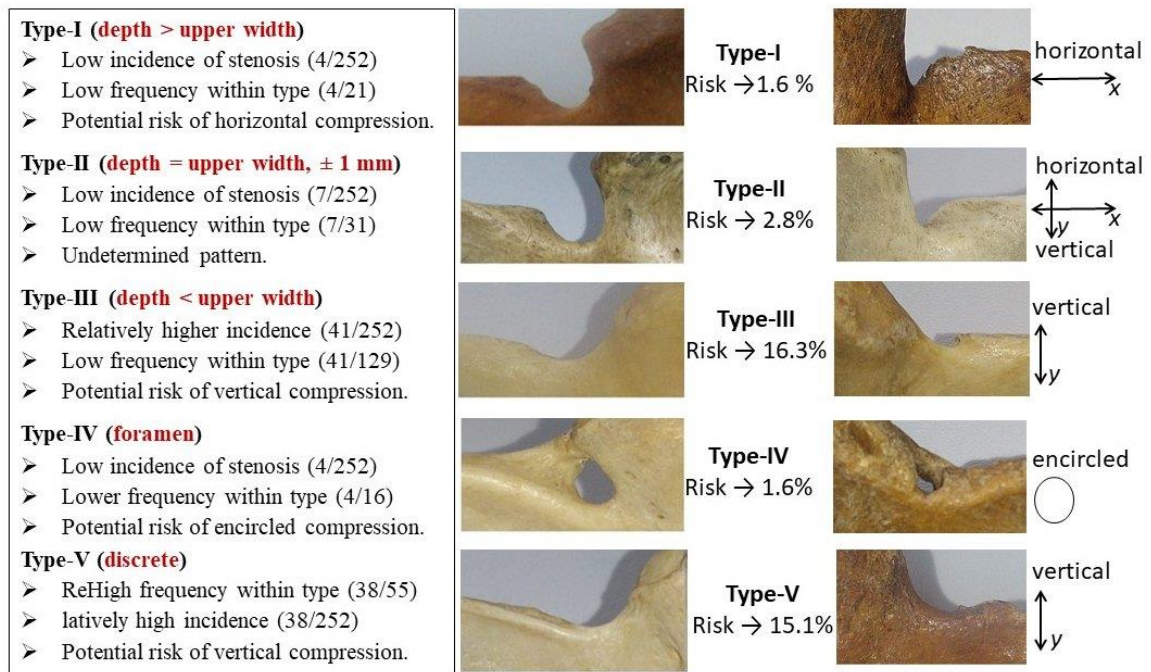 Type-I (depth > upper width)
➤ Low incidence of stenosis (4/252)
➤ Low frequency within type (4/21)
➤ Potential risk of horizontal compression.
Type-II (depth = upper width, ± 1 mm)
➤ Low incidence of stenosis (7/252)
➤ Low frequency within type (7/31)
➤ Undetermined pattern.
Type-III (depth < upper width)
➤ Relatively higher incidence (41/252)
➤ Low frequency within type (41/129)
➤ Potential risk of vertical compression.
Type-IV (foramen)
➤ Low incidence of stenosis (4/252)
➤ Lower frequency within type (4/16)
➤ Potential risk of encircled compression.
Type-V (discrete)
➤ ReHigh frequency within type (38/55)
➤ latively high incidence (38/252)
➤ Potential risk of vertical compression.
Type-I
Risk → 1.6 %
horizontal
x
Type-II
Risk → 2.8%
horizontal
y x
vertical
Type-III
Risk → 16.3%
vertical
y
Type-IV
Risk → 1.6%
encircled
Type-V
Risk → 15.1%
vertical
y